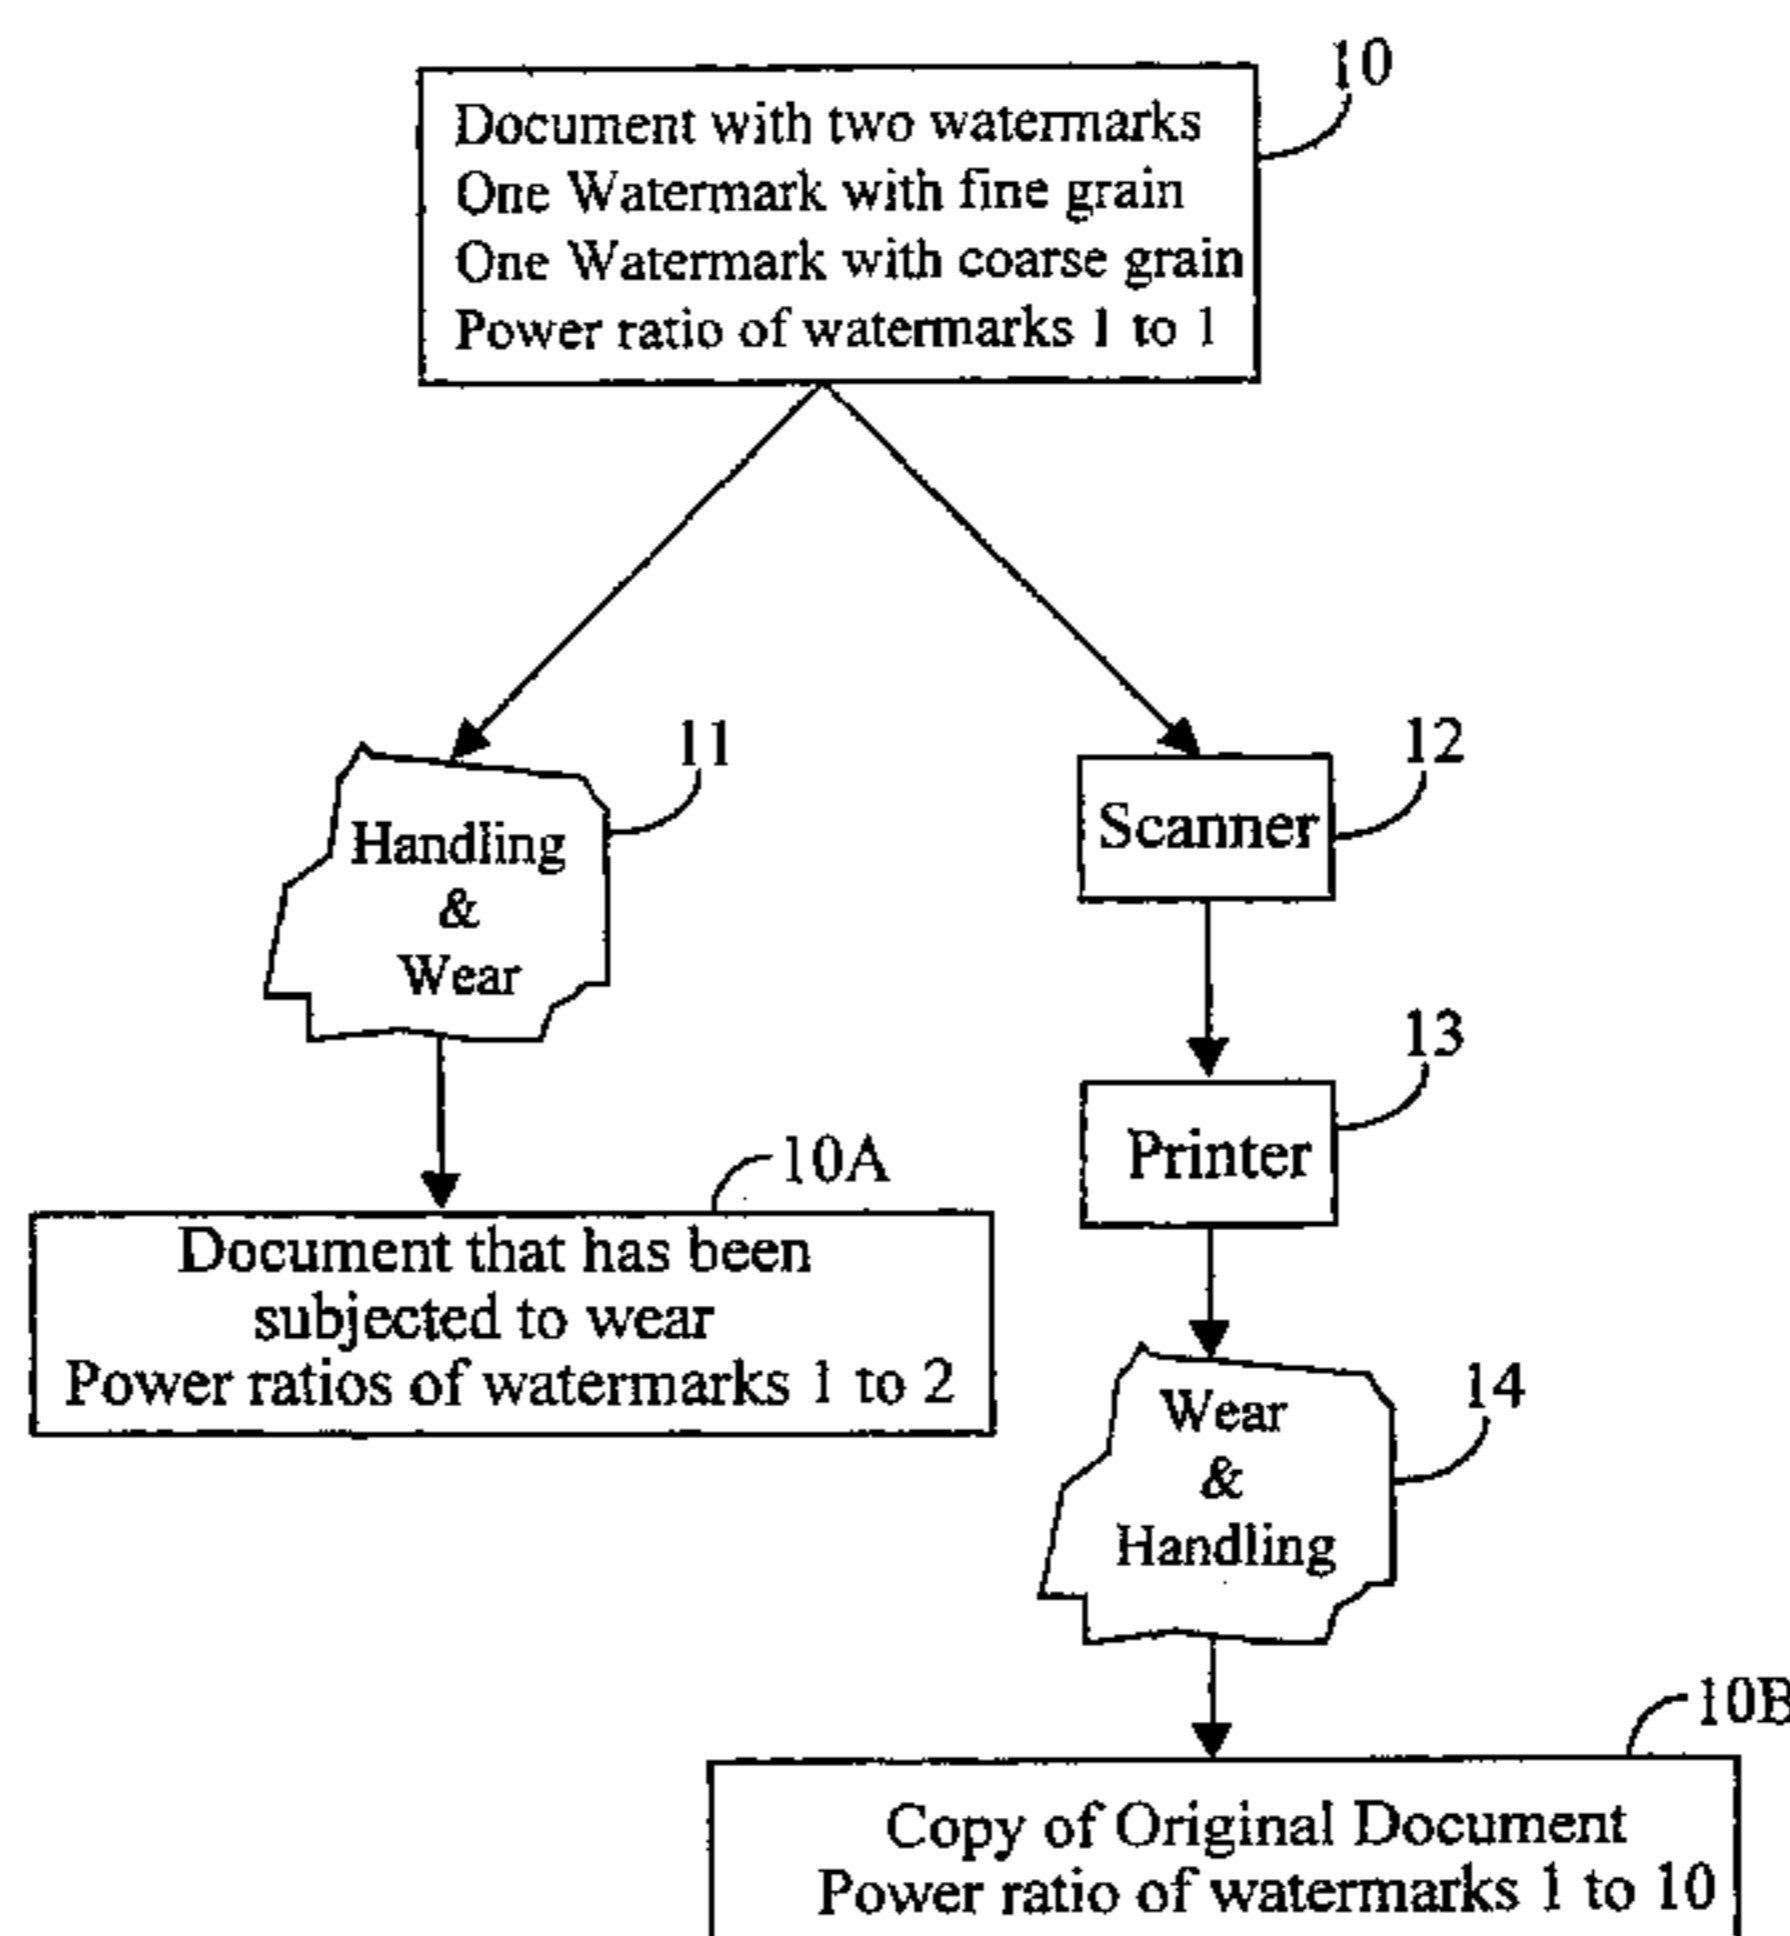 10
Document with two watermarks
One Watermark with fine grain
One Watermark with coarse grain
Power ratio of watermarks 1 to 1
11
Handling
&
Wear
12
Scanner
13
Printer
10A
Document that has been
subjected to wear
Power ratios of watermarks 1 to 2
14
Wear
&
Handling
10B
Copy of Original Document
Power ratio of watermarks 1 to 10